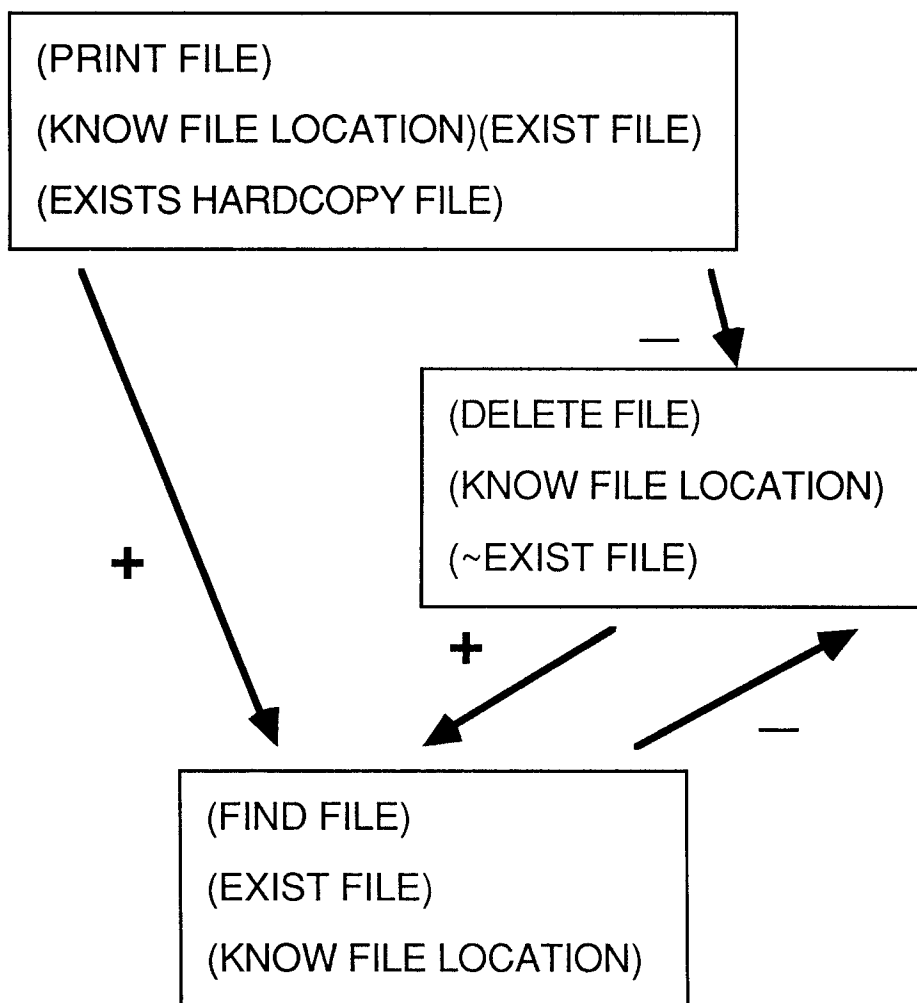 (PRINT FILE)
(KNOW FILE LOCATION)(EXIST FILE)
(EXISTS HARDCOPY FILE)
—
(DELETE FILE)
(KNOW FILE LOCATION)
(~EXIST FILE)
+
+
—
(FIND FILE)
(EXIST FILE)
(KNOW FILE LOCATION)